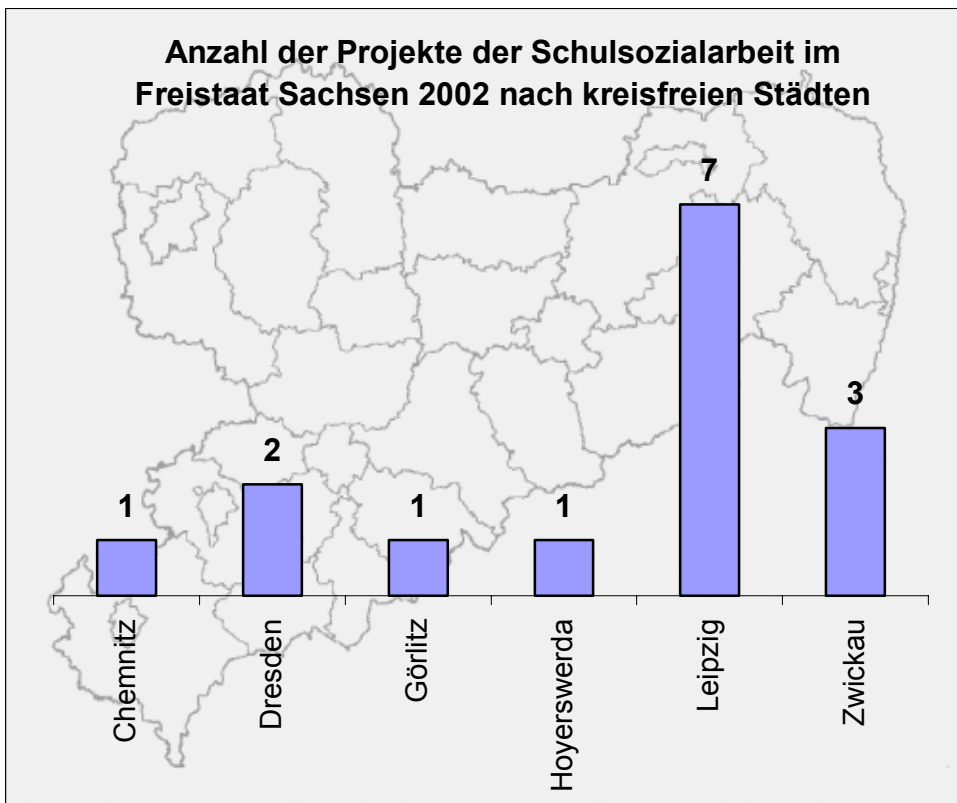 Anzahl der Projekte der Schulsozialarbeit im
Freistaat Sachsen 2002 nach kreisfreien Städten
1
2
1
1
7
3
Chemnitz
Dresden
Görlitz
Hoyerswerda
Leipzig
Zwickau